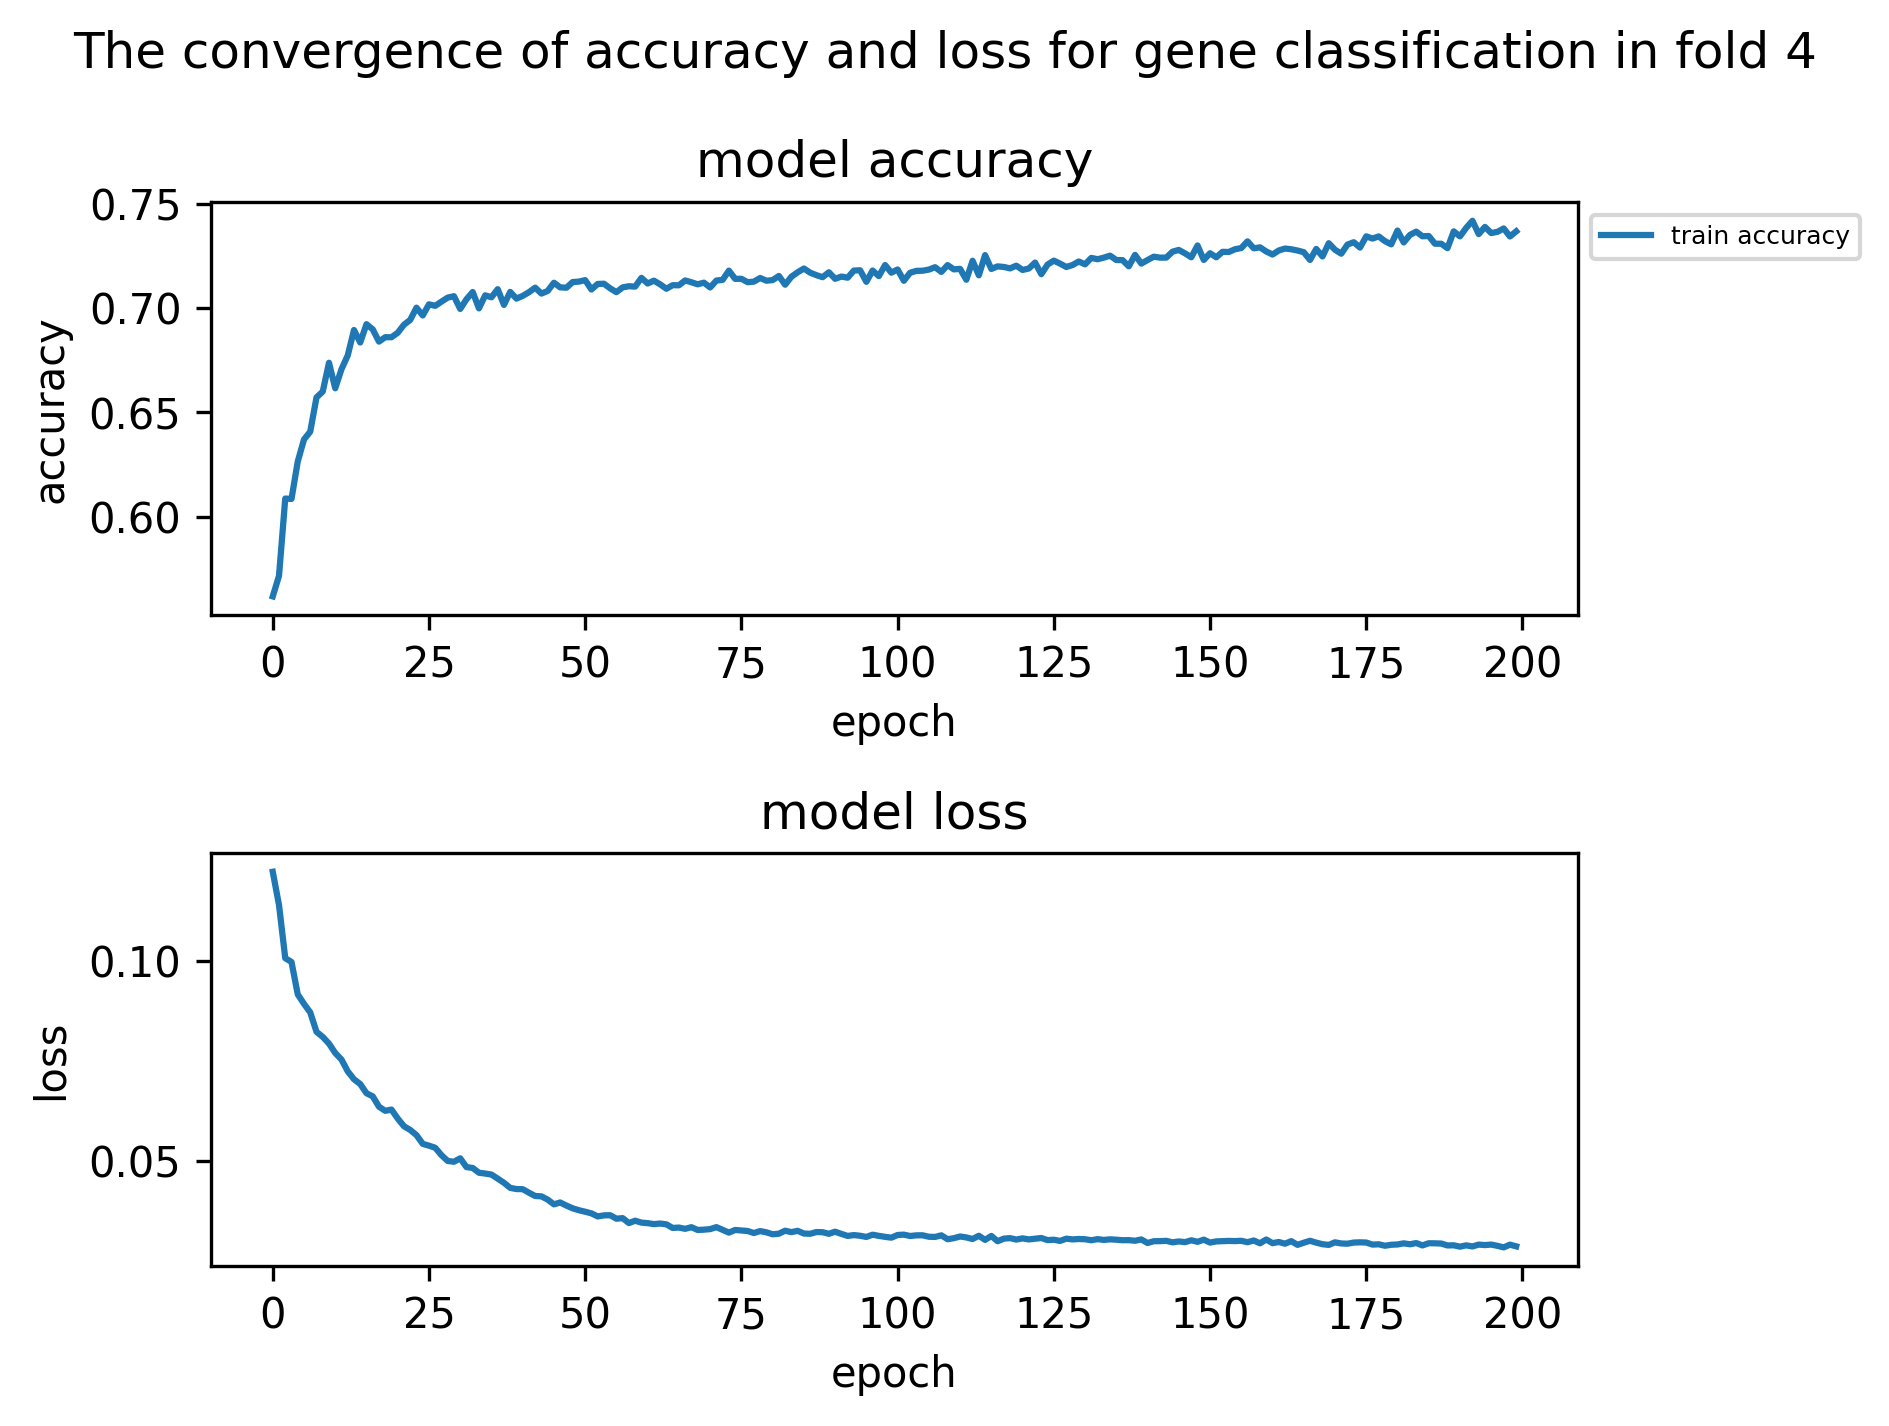 The convergence of accuracy and loss for gene classification in fold 4
model accuracy
0.75
0.70
0.65
0.60
accuracy
train accuracy
0 25 50 75 100 125 150 175 200
epoch
model loss
0.10
0.05
loss
0 25 50 75 100 125 150 175 200
epoch